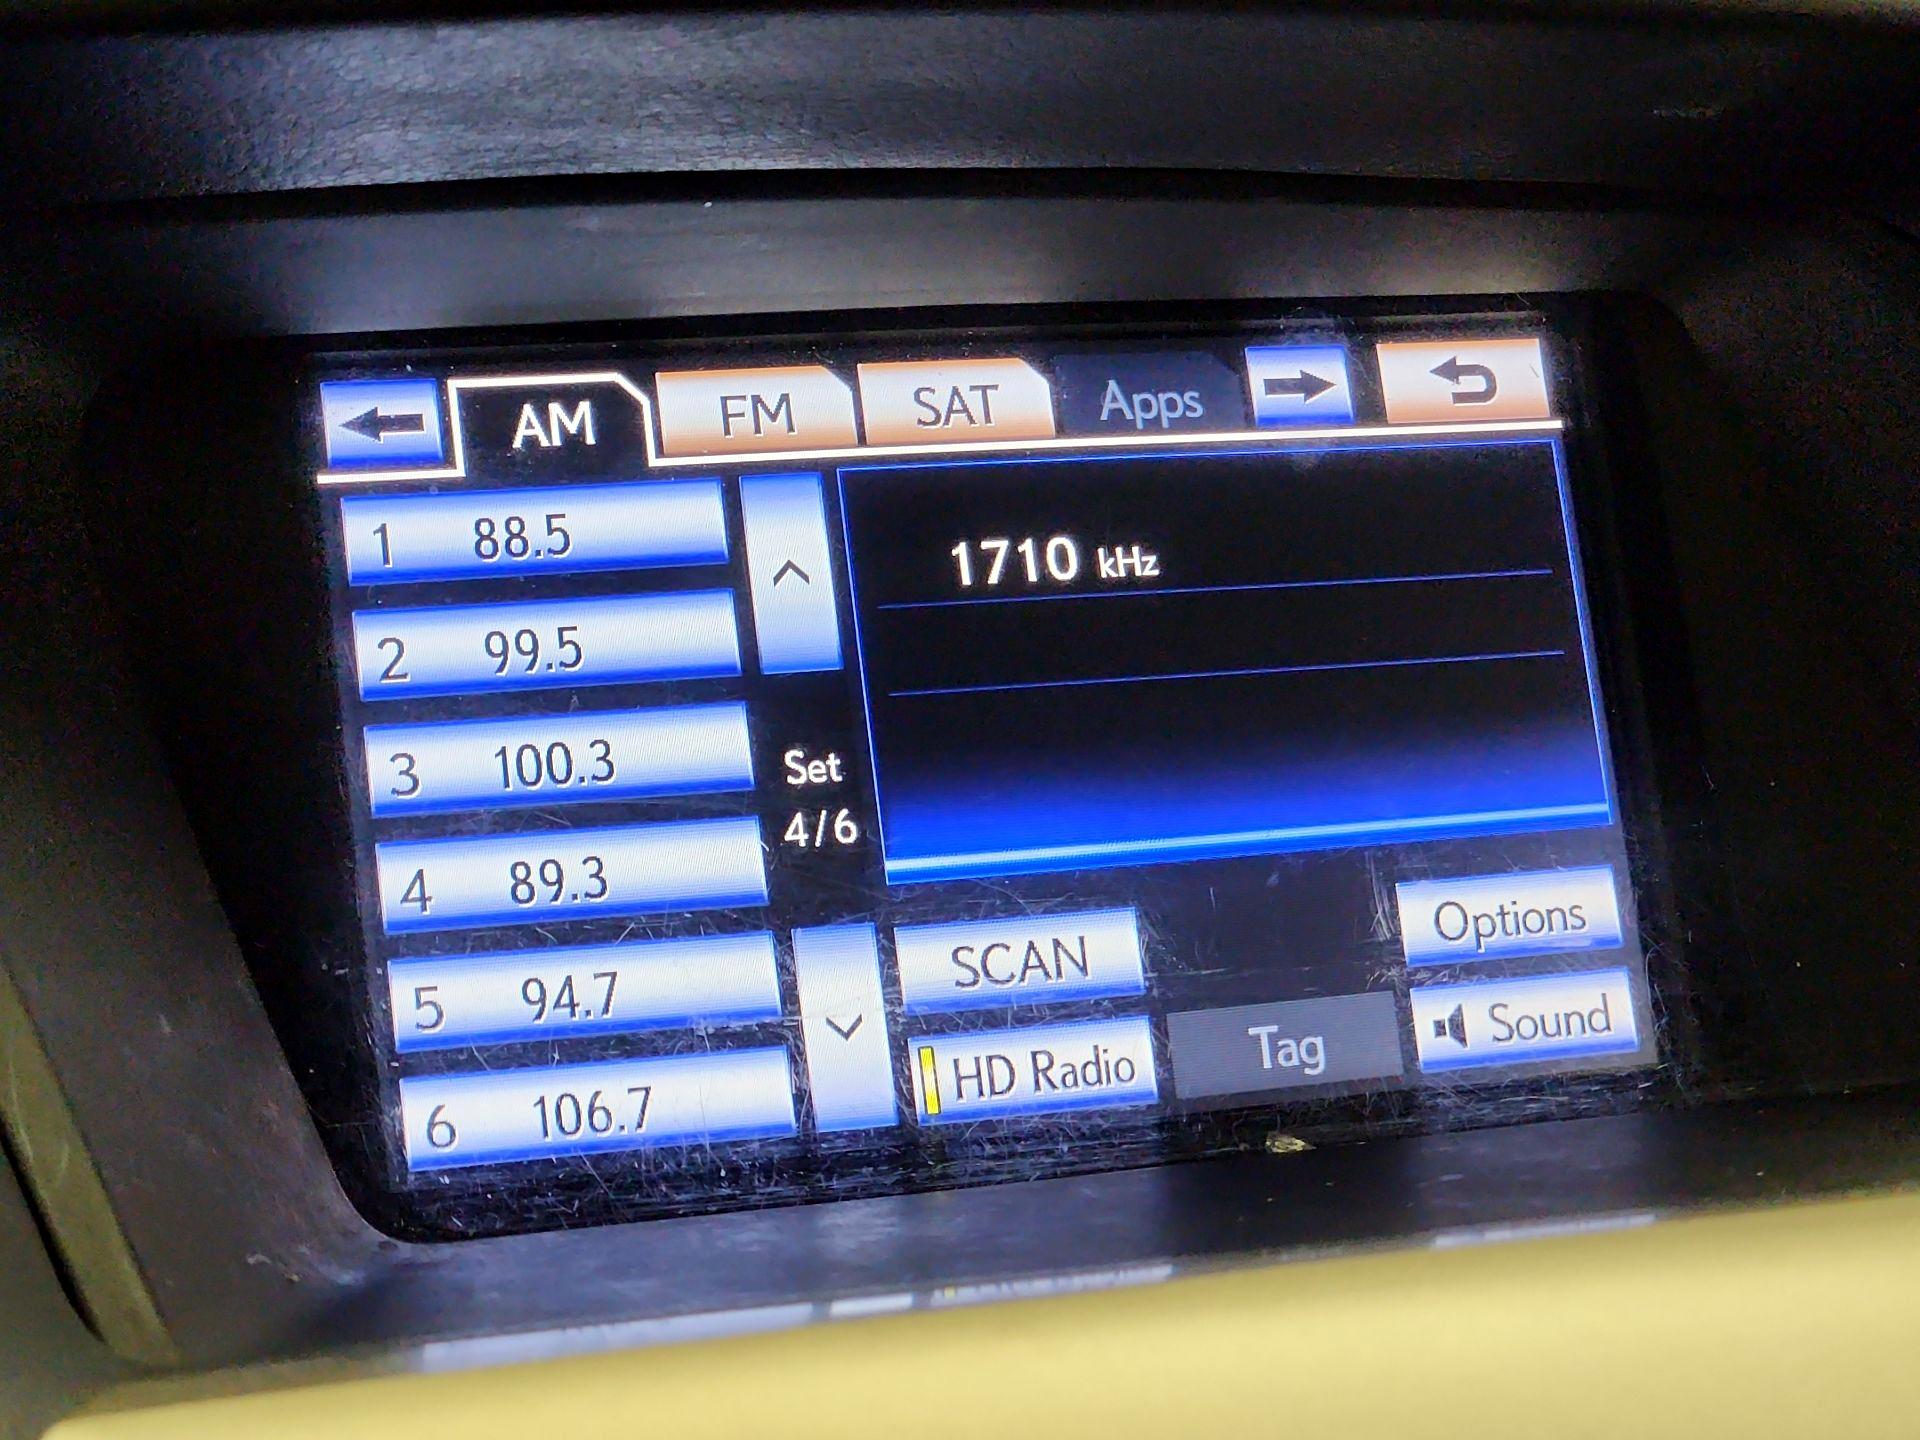 AM FM SAT Apps
1 88.5
1710 kHz
2 99.5
3 100.3
Set
4/6
4 89.3
5 94.7
6 106.7
SCAN
Options
HD Radio
Tag
Sound